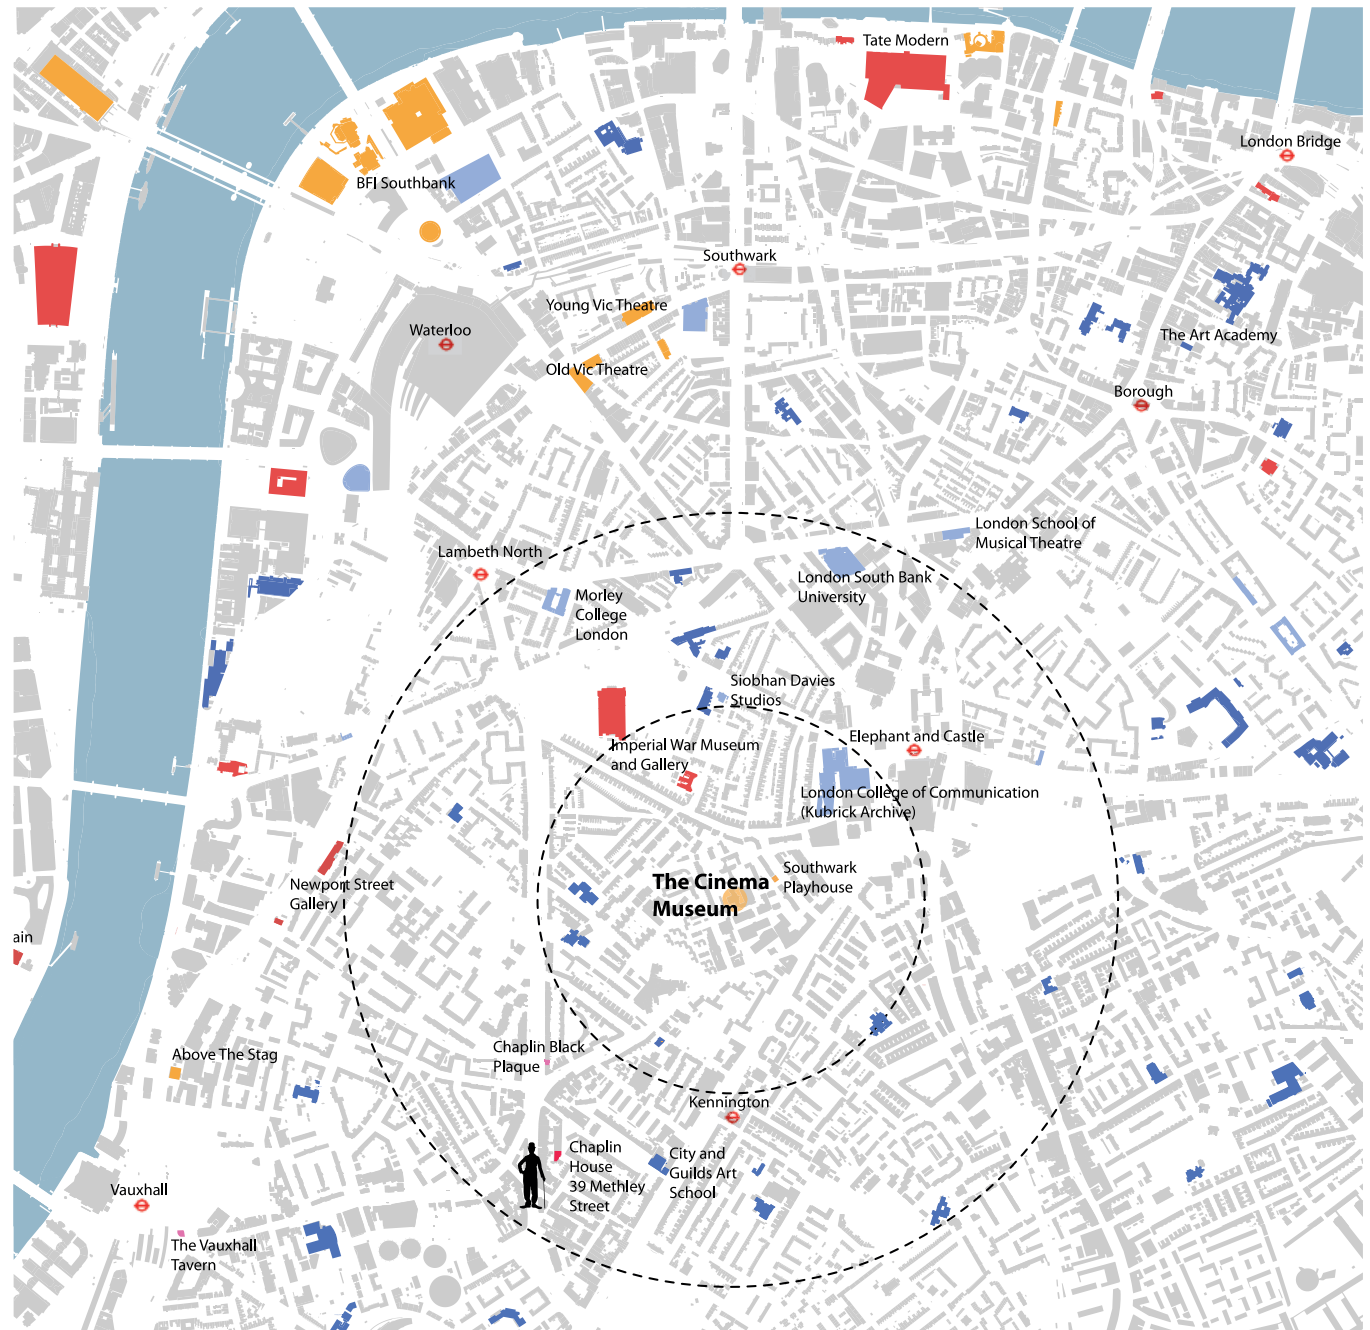 Tate Modern
London Bridge
BFI Southbank
Southwark
Young Vic Theatre
Waterloo
The Art Academy
Old Vic Theatre
Borough
London School of
Musical Theatre
Lambeth North
London South Bank
University
Morley
College
London
Siobhan Davies
Studios
Elephant and Castle
Imperial War Museum
and Gallery
London College of Communication
(Kubrick Archive)
Southwark
Playhouse
The Cinema
Museum
Newport Street
Gallery
ain
Chaplin Black
Plaque
Above The Stag
Kennington
Chaplin
House
39 Methley
Street
City and
Guilds Art
School
Vauxhall
The Vauxhall
Tavern